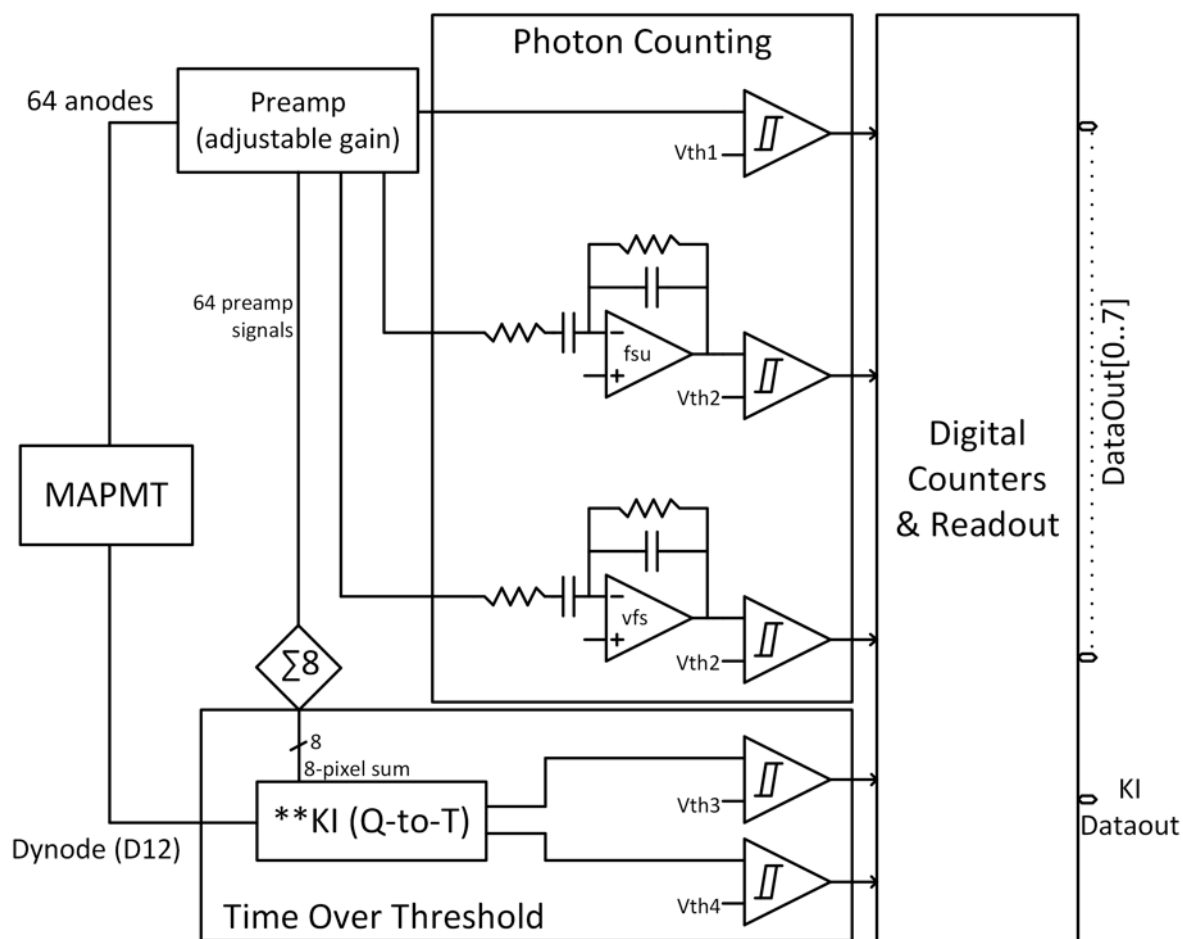 Photon Counting
64 anodes
Preamp
(adjustable gain)
Vth1
64 preamp
signals
−
fsu
+
Vth2
DataOut[0..7]
MAPMT
Digital
Counters
& Readout
−
vfs
+
Vth2
∑8
8
8-pixel sum
**KI (Q-to-T)
Vth3
KI
Dataout
Dynode (D12)
Vth4
Time Over Threshold